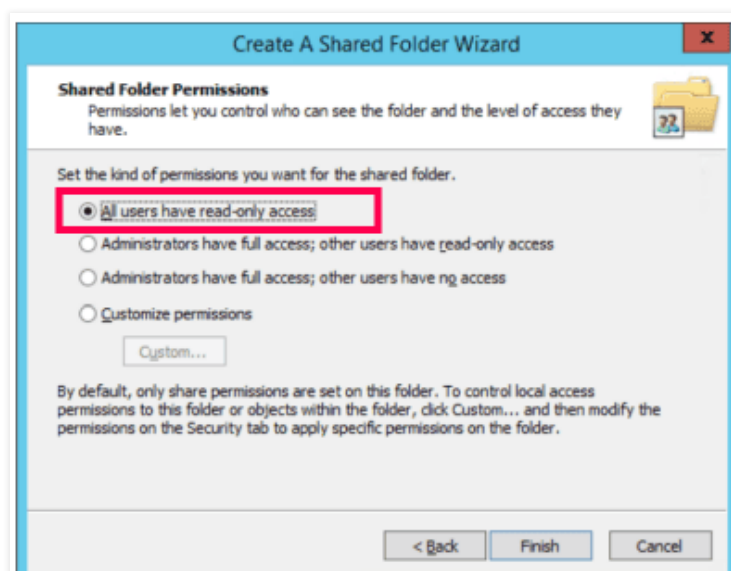 Create A Shared Folder Wizard
x
Shared Folder Permissions
Permissions let you control who can see the folder and the level of access they
have.
Set the kind of permissions you want for the shared folder.
All users have read-only access
Administrators have full access; other users have read-only access
Administrators have full access; other users have no access
Customize permissions
Custom...
By default, only share permissions are set on this folder. To control local access
permissions to this folder or objects within the folder, click Custom... and then modify the
permissions on the Security tab to apply specific permissions on the folder.
< Back
Finish
Cancel